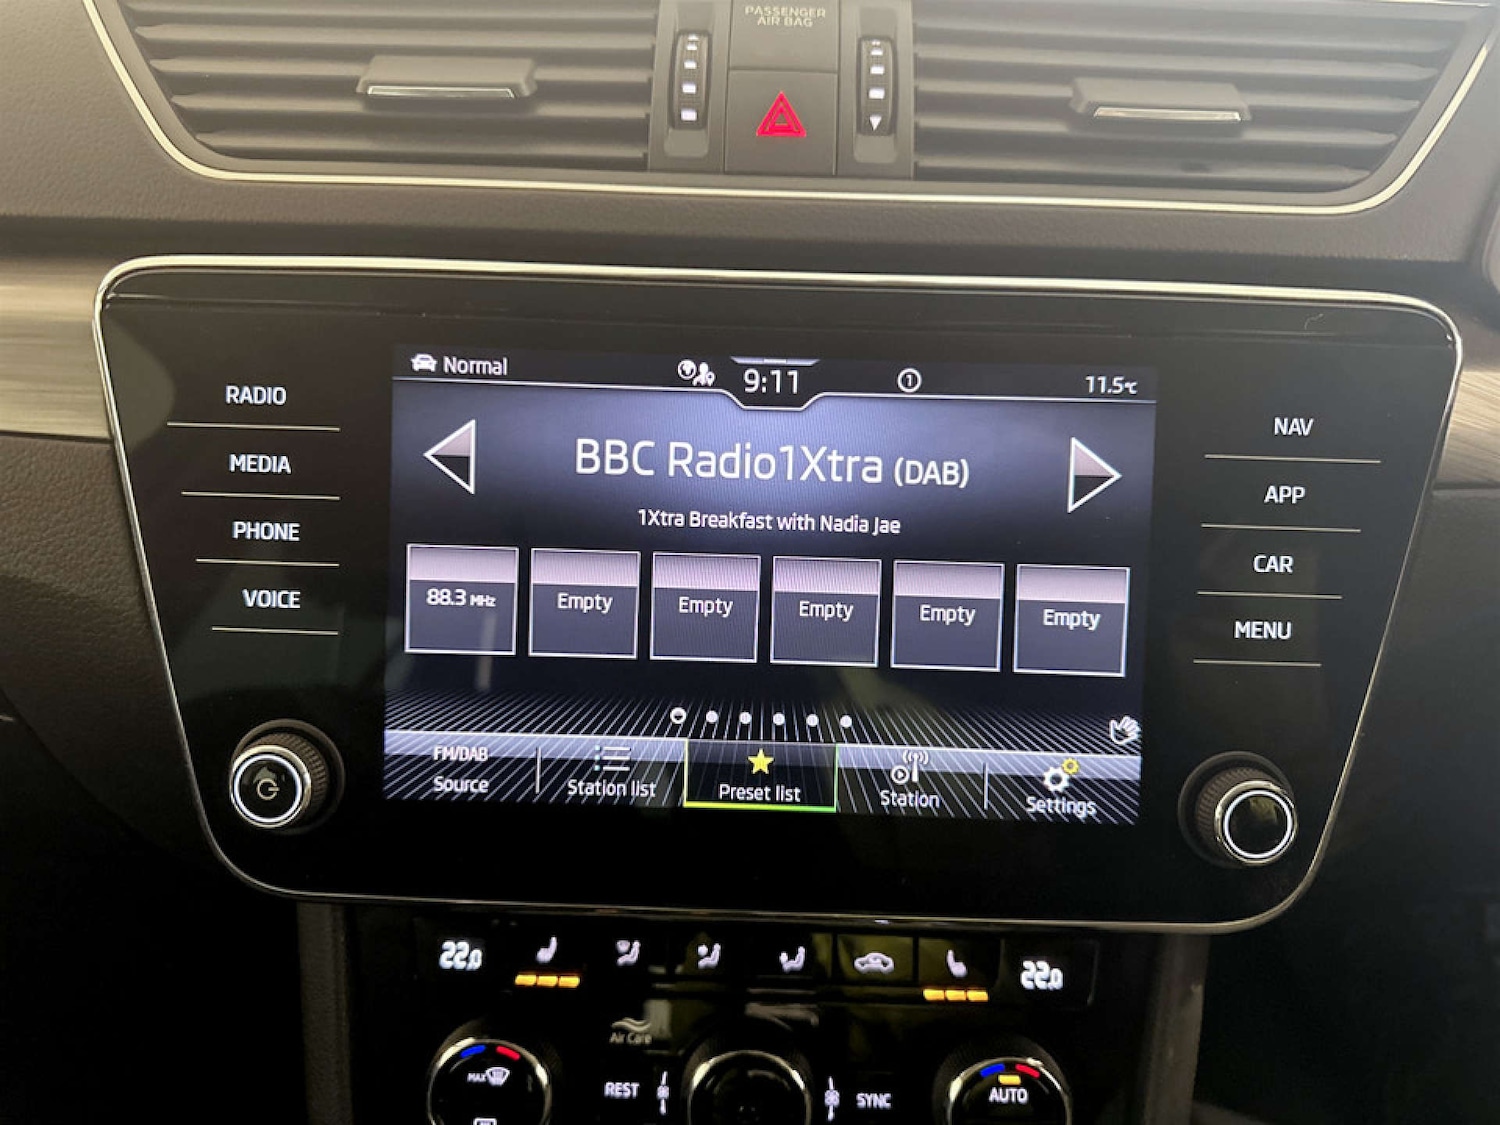 PASSENGER
AIR BAG
Normal
9:11
1
11.5°C
RADIO
MEDIA
PHONE
VOICE
NAV
APP
CAR
MENU
BBC Radio1Xtra (DAB)
1Xtra Breakfast with Nadia Jae
88.3 MHz
Empty
Empty
Empty
Empty
Empty
FM/DAB
Source
Station list
Preset list
Station
Settings
22.0
22.0
Air Care
MAX
REST
SYNC
AUTO